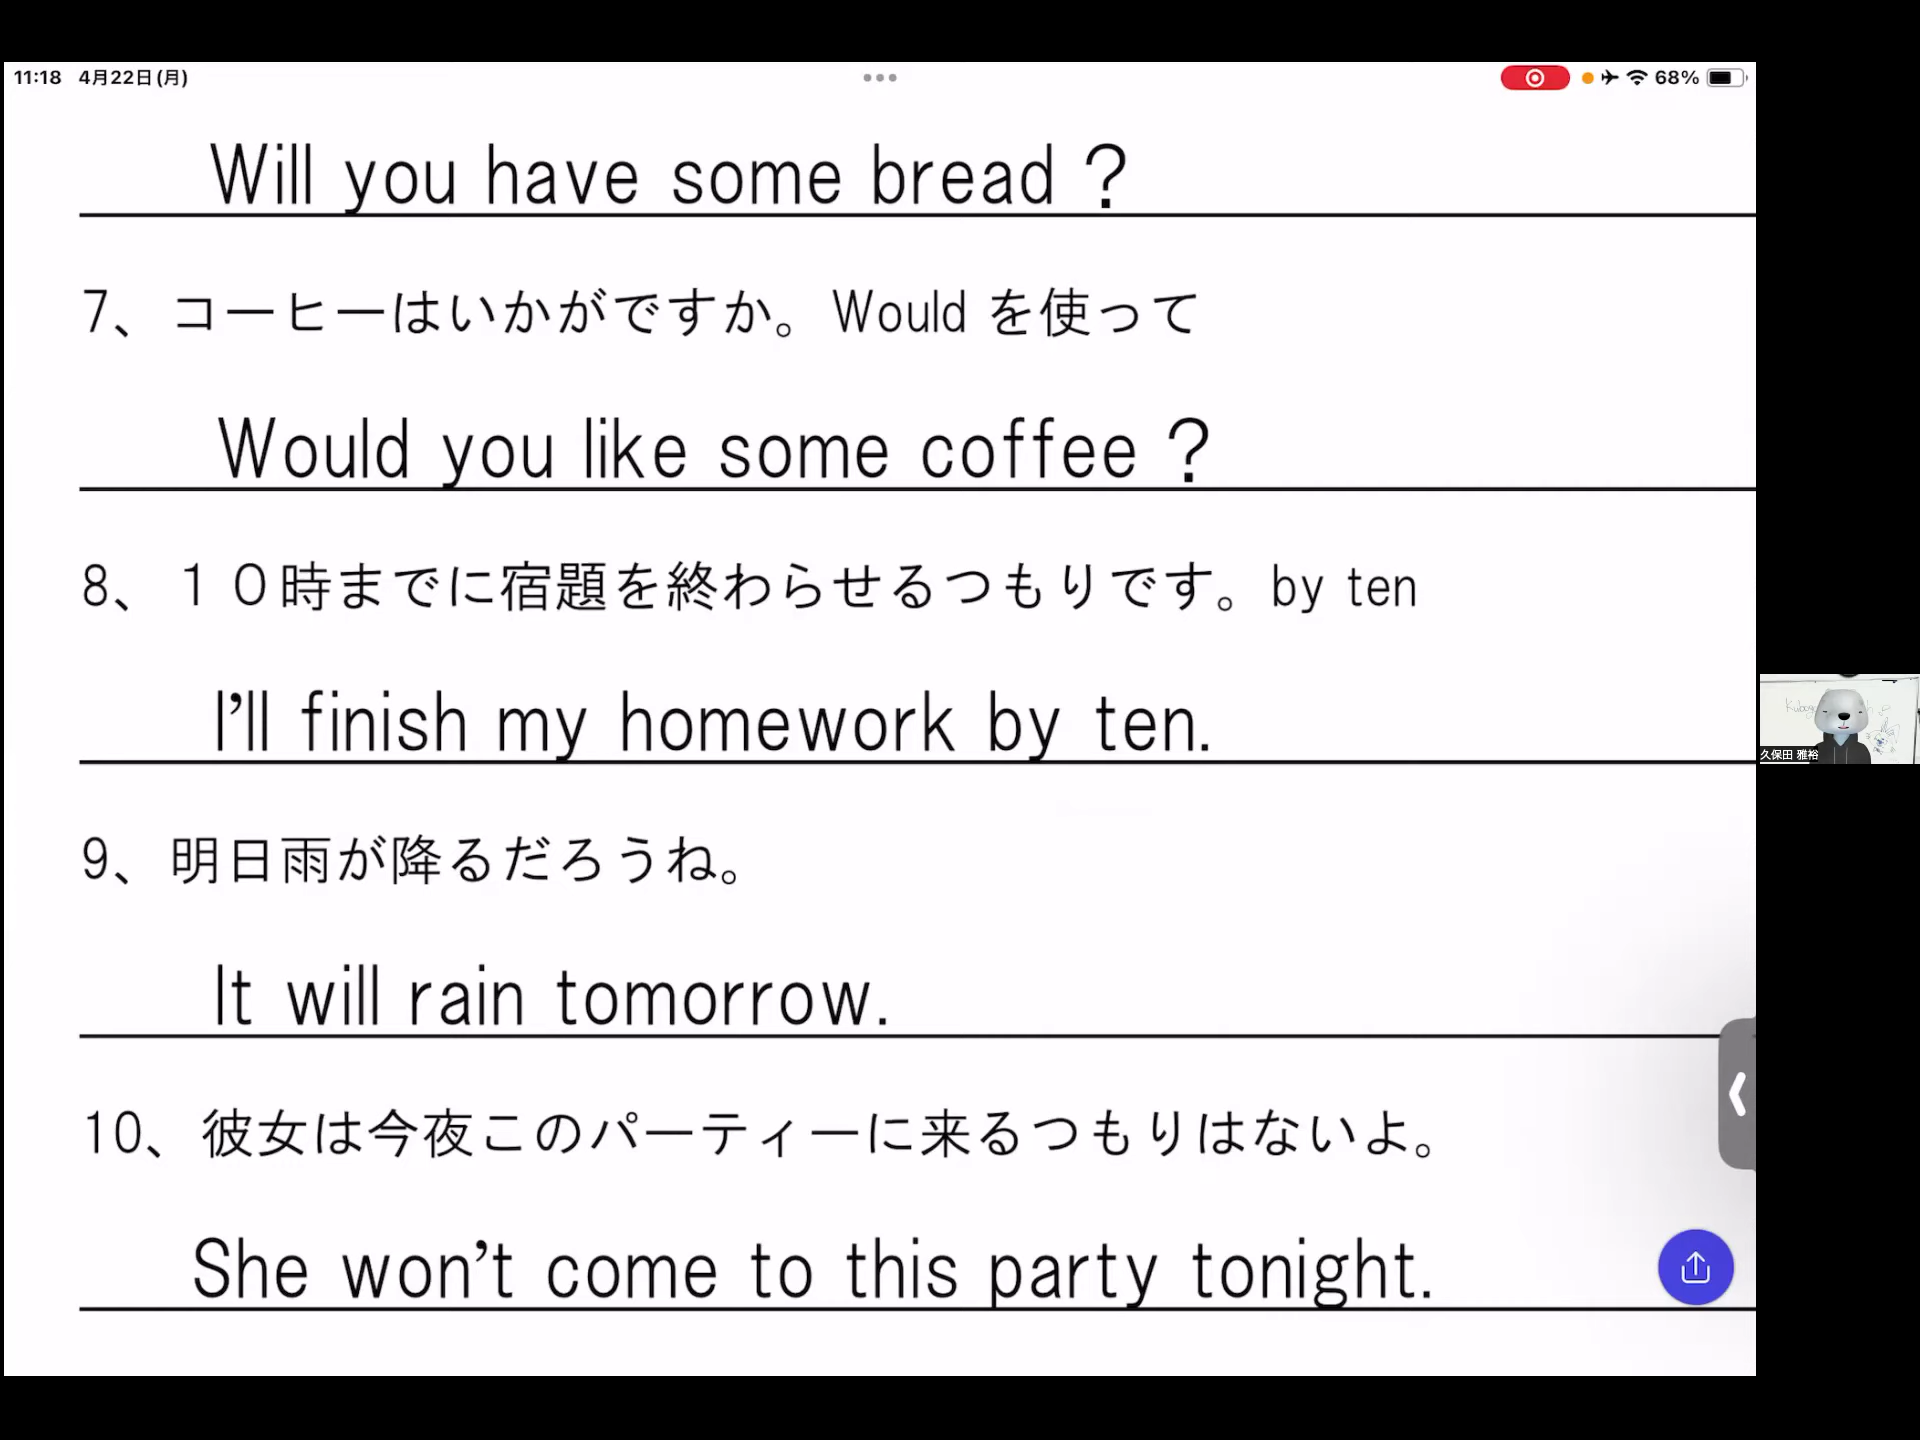 11:18 4月22日(月)
68%
Will you have some bread ?
7、コーヒーはいかがですか。Would を使って
Would you like some coffee ?
8、１０時までに宿題を終わらせるつもりです。by ten
I’ll finish my homework by ten.
9、明日雨が降るだろうね。
It will rain tomorrow.
10、彼女は今夜このパーティーに来るつもりはないよ。
She won’t come to this party tonight.
久保田 雅裕